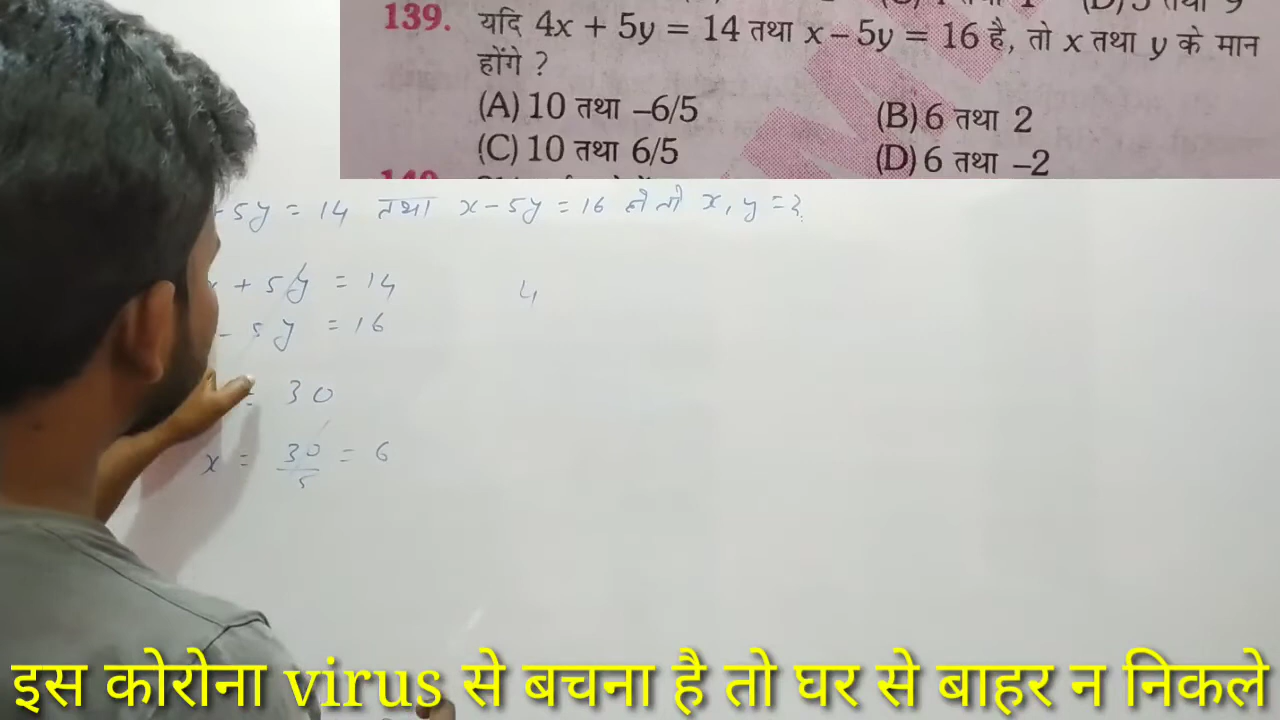 139. यदि 4x + 5y = 14 तथा x – 5y = 16 है, तो x तथा y के मान
होंगे ?
(A) 10 तथा –6/5 (B) 6 तथा 2
(C) 10 तथा 6/5 (D) 6 तथा –2
+ 5y = 14 तथा x - 5y = 16 हो तो x, y = ?
+ 5y = 14
4
- 5y = 16
= 30
x = 30/5 = 6
इस कोरोना virus से बचना है तो घर से बाहर न निकले